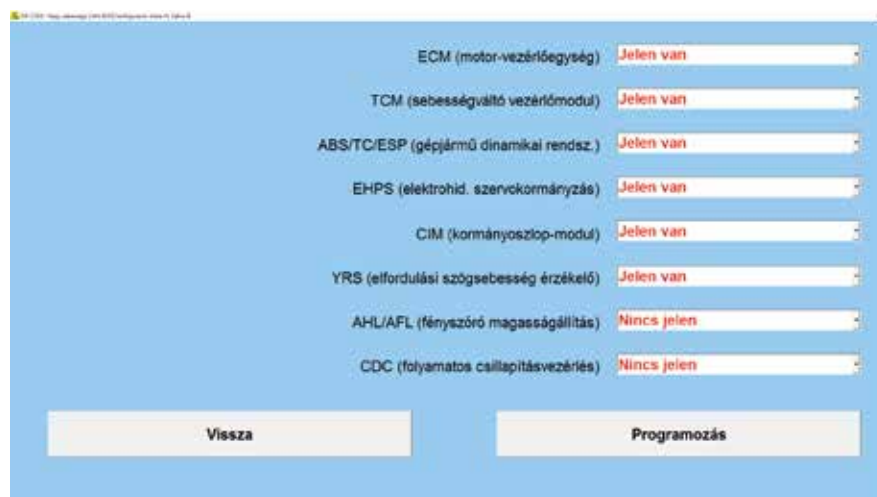 ECM (motor-vezérlőegység) Jelen van
TCM (sebességváltó vezérlőmodul) Jelen van
ABS/TC/ESP (gépjármű dinamikai rendsz.) Jelen van
EHPS (elektrohid. szervokormányzás) Jelen van
CIM (kormányoszlop-modul) Jelen van
YRS (elfordulási szögsebesség érzékelő) Jelen van
AHL/AFL (fényszóró magasságállítás) Nincs jelen
CDC (folyamatos csillapításvezérlés) Nincs jelen
Vissza Programozás